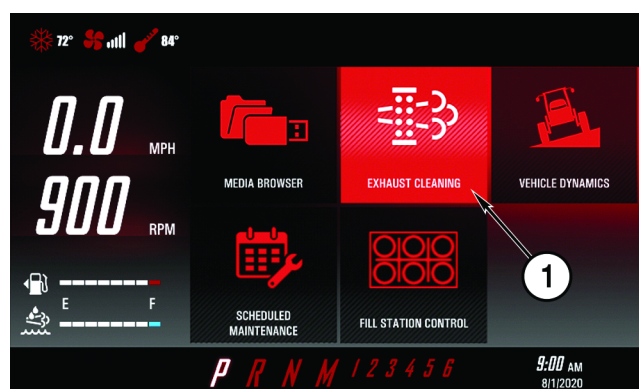 72° 84°
0.0 MPH
900 RPM
E F
MEDIA BROWSER
EXHAUST CLEANING
VEHICLE DYNAMICS
1
SCHEDULED
MAINTENANCE
FILL STATION CONTROL
P R N M 1 2 3 4 5 6
9:00 AM
8/1/2020